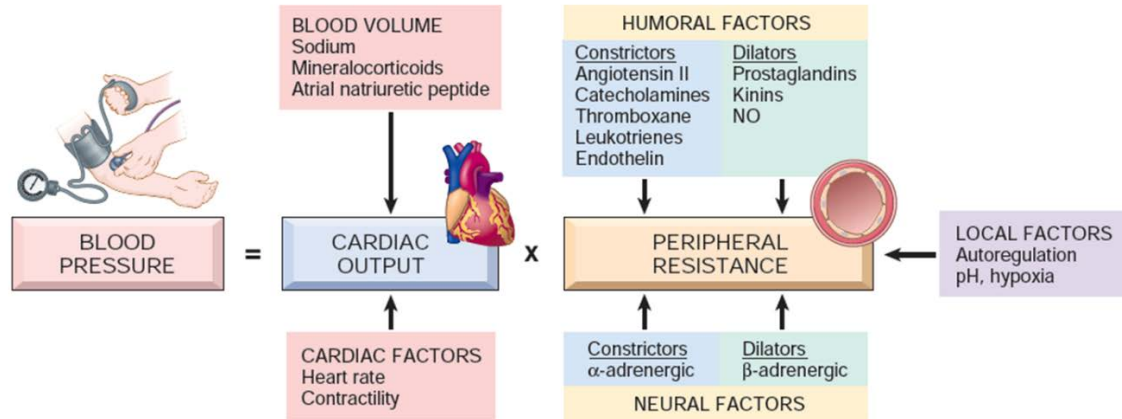 BLOOD VOLUME
Sodium
Mineralocorticoids
Atrial natriuretic peptide
HUMORAL FACTORS
Constrictors
Angiotensin II
Catecholamines
Thromboxane
Leukotrienes
Endothelin
Dilators
Prostaglandins
Kinins
NO
BLOOD
PRESSURE
=
CARDIAC
OUTPUT
x
PERIPHERAL
RESISTANCE
LOCAL FACTORS
Autoregulation
pH, hypoxia
CARDIAC FACTORS
Heart rate
Contractility
Constrictors
α-adrenergic
Dilators
β-adrenergic
NEURAL FACTORS